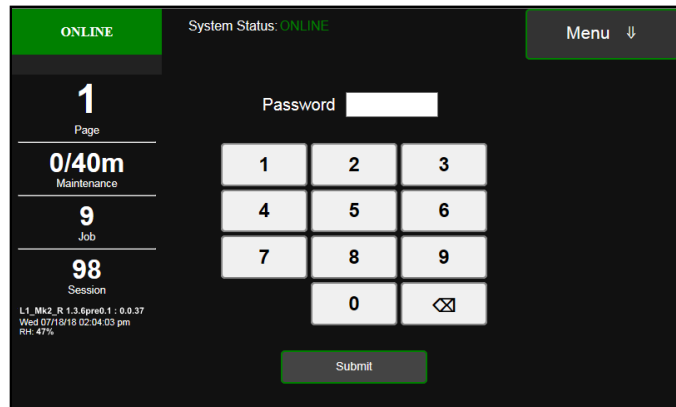 ONLINE
System Status: ONLINE
Menu ⇓
1
Page
0/40m
Maintenance
9
Job
98
Session
L1_Mk2_R 1.3.6pre0.1 : 0.0.37
Wed 07/18/18 02:04:03 pm
RH: 47%
Password
1 2 3
4 5 6
7 8 9
0 ⌫
Submit